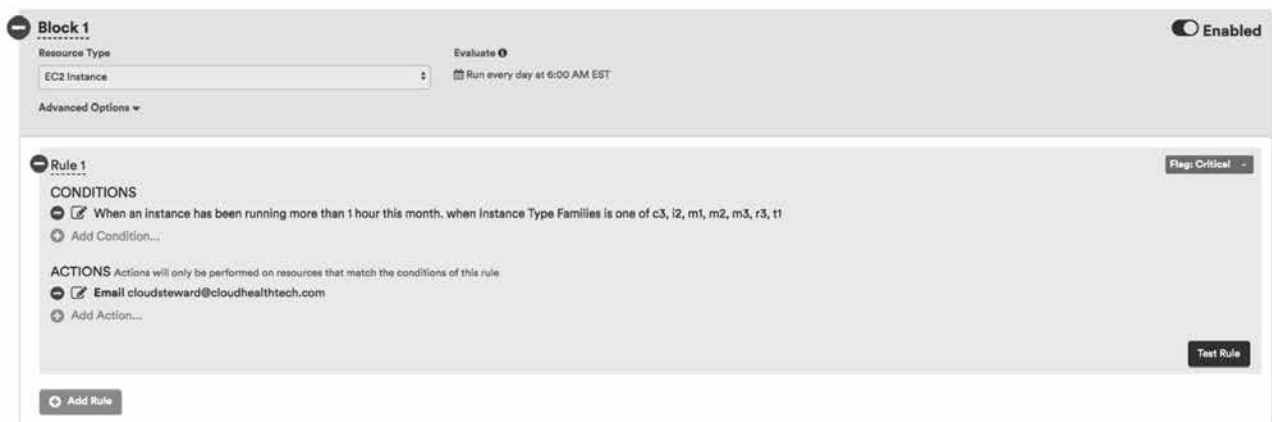 Block 1
Enabled
Resource Type
Evaluate
EC2 Instance
Run every day at 6:00 AM EST
Advanced Options
Rule 1
Flag: Critical
CONDITIONS
When an instance has been running more than 1 hour this month. when Instance Type Families is one of c3, i2, m1, m2, m3, r3, t1
Add Condition...
ACTIONS Actions will only be performed on resources that match the conditions of this rule
Email cloudsteward@cloudhealthtech.com
Add Action...
Test Rule
Add Rule